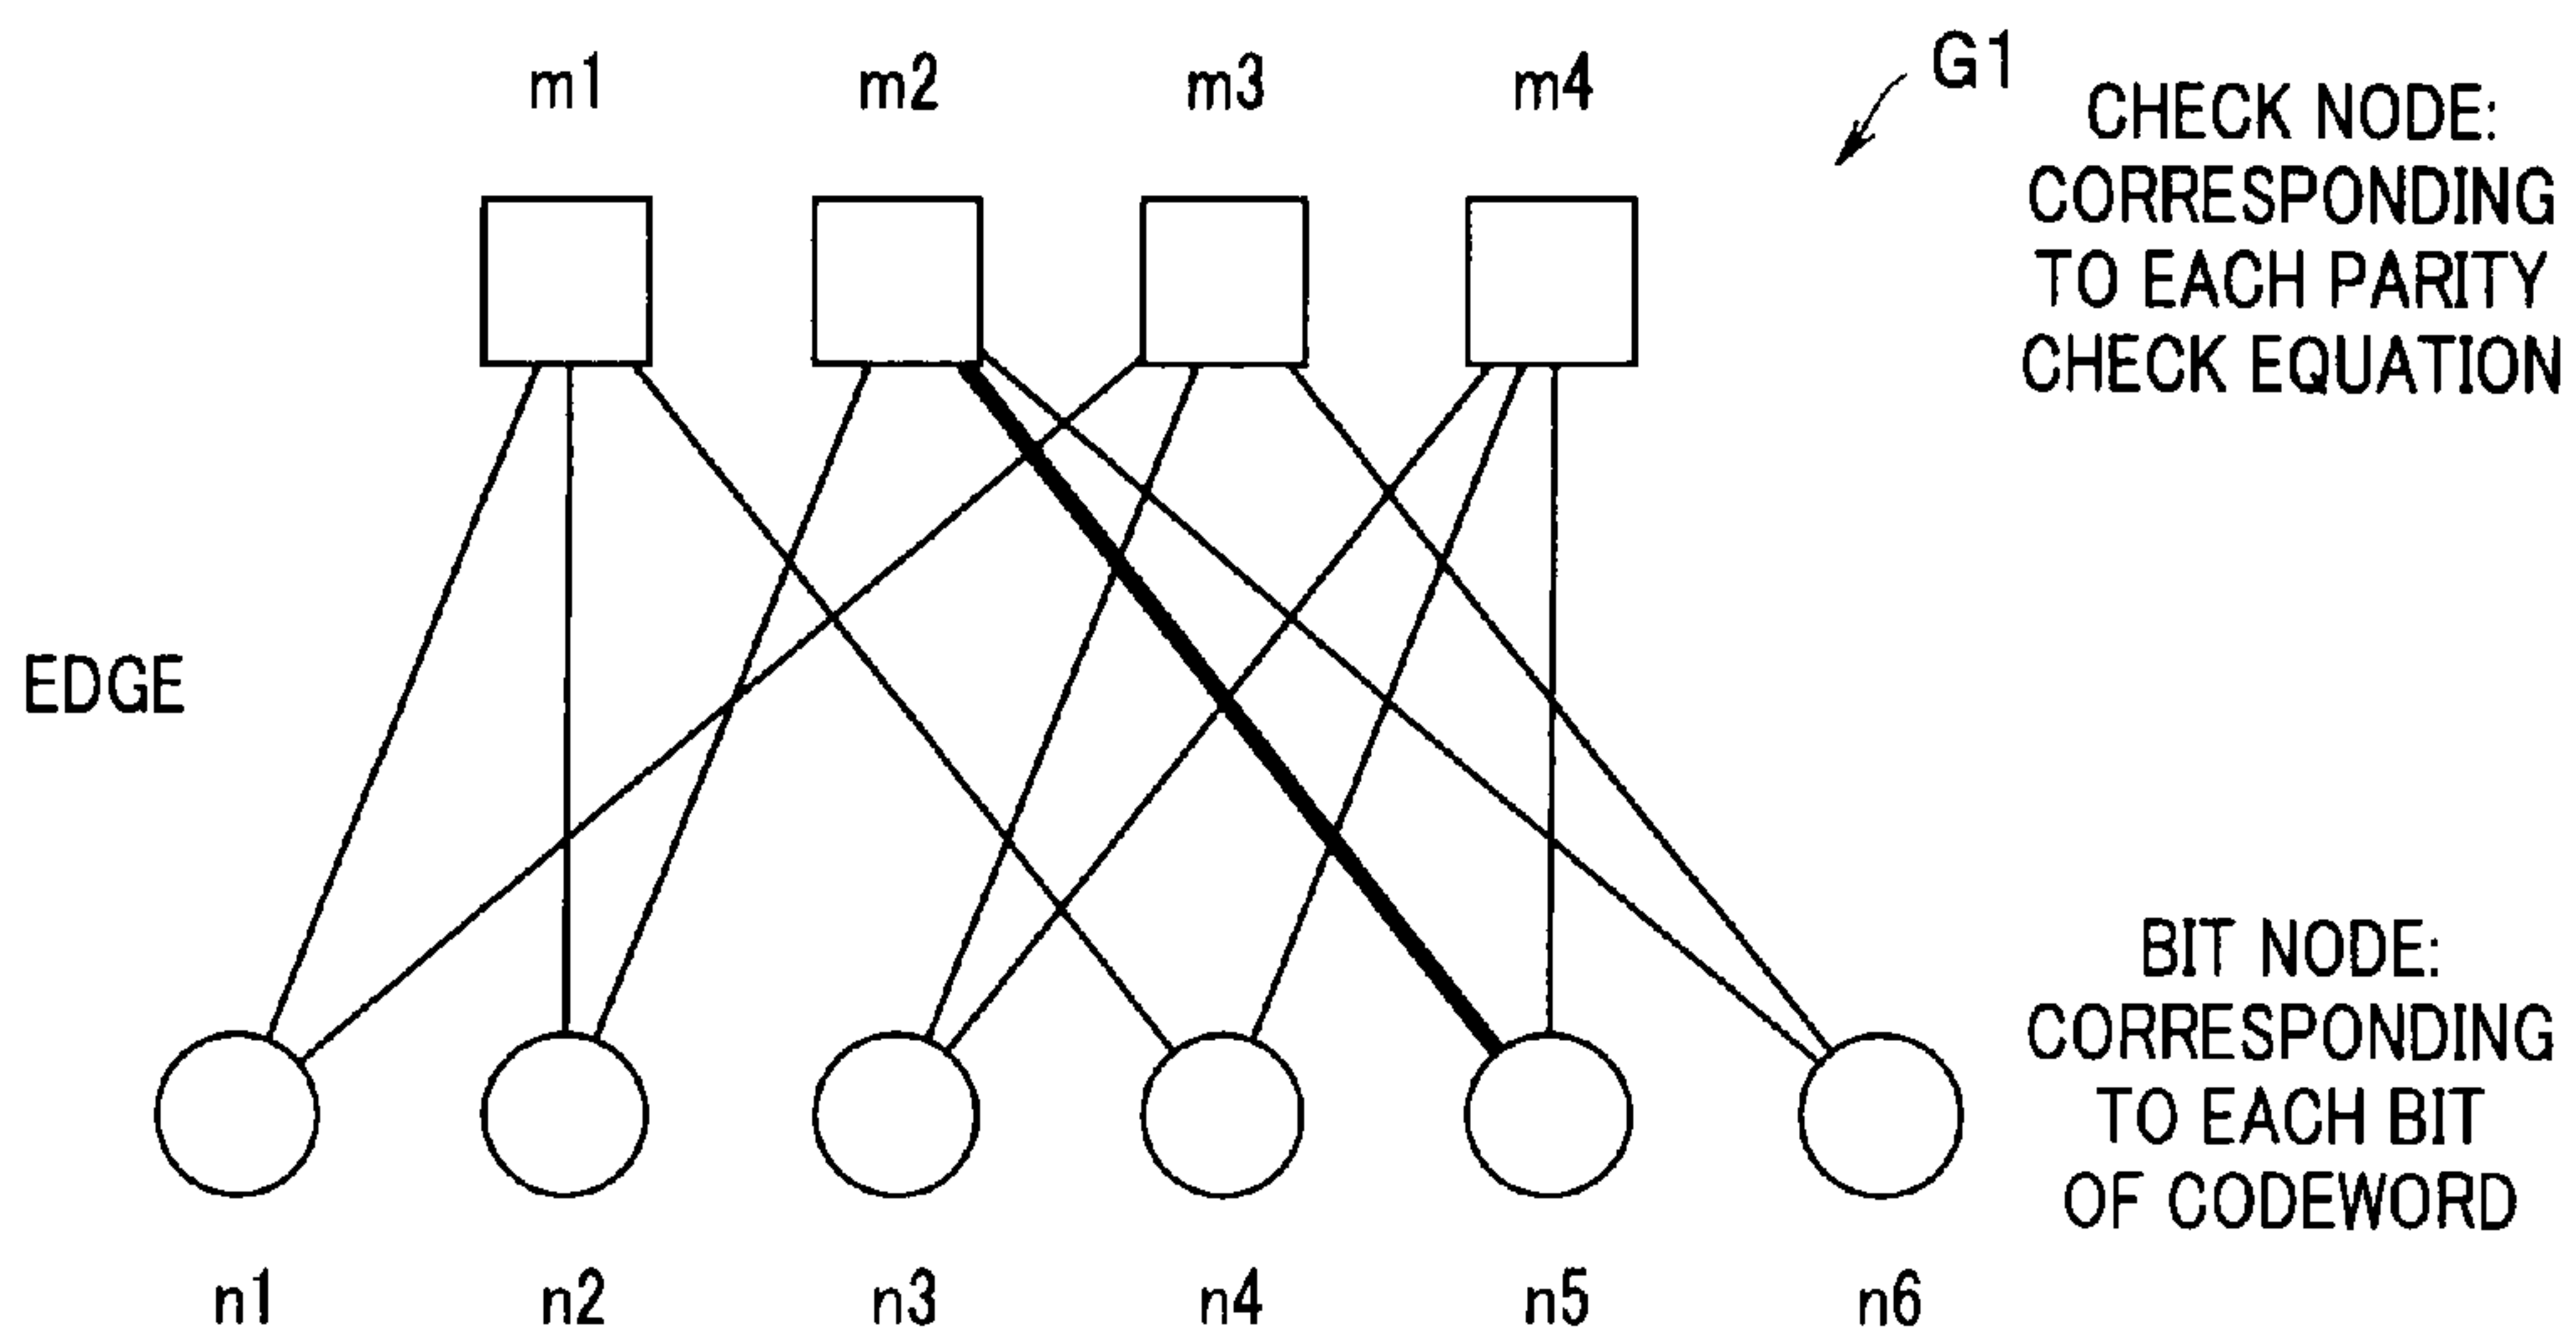 m1 m2 m3 m4
G1
CHECK NODE:
CORRESPONDING
TO EACH PARITY
CHECK EQUATION
EDGE
BIT NODE:
CORRESPONDING
TO EACH BIT
OF CODEWORD
n1 n2 n3 n4 n5 n6